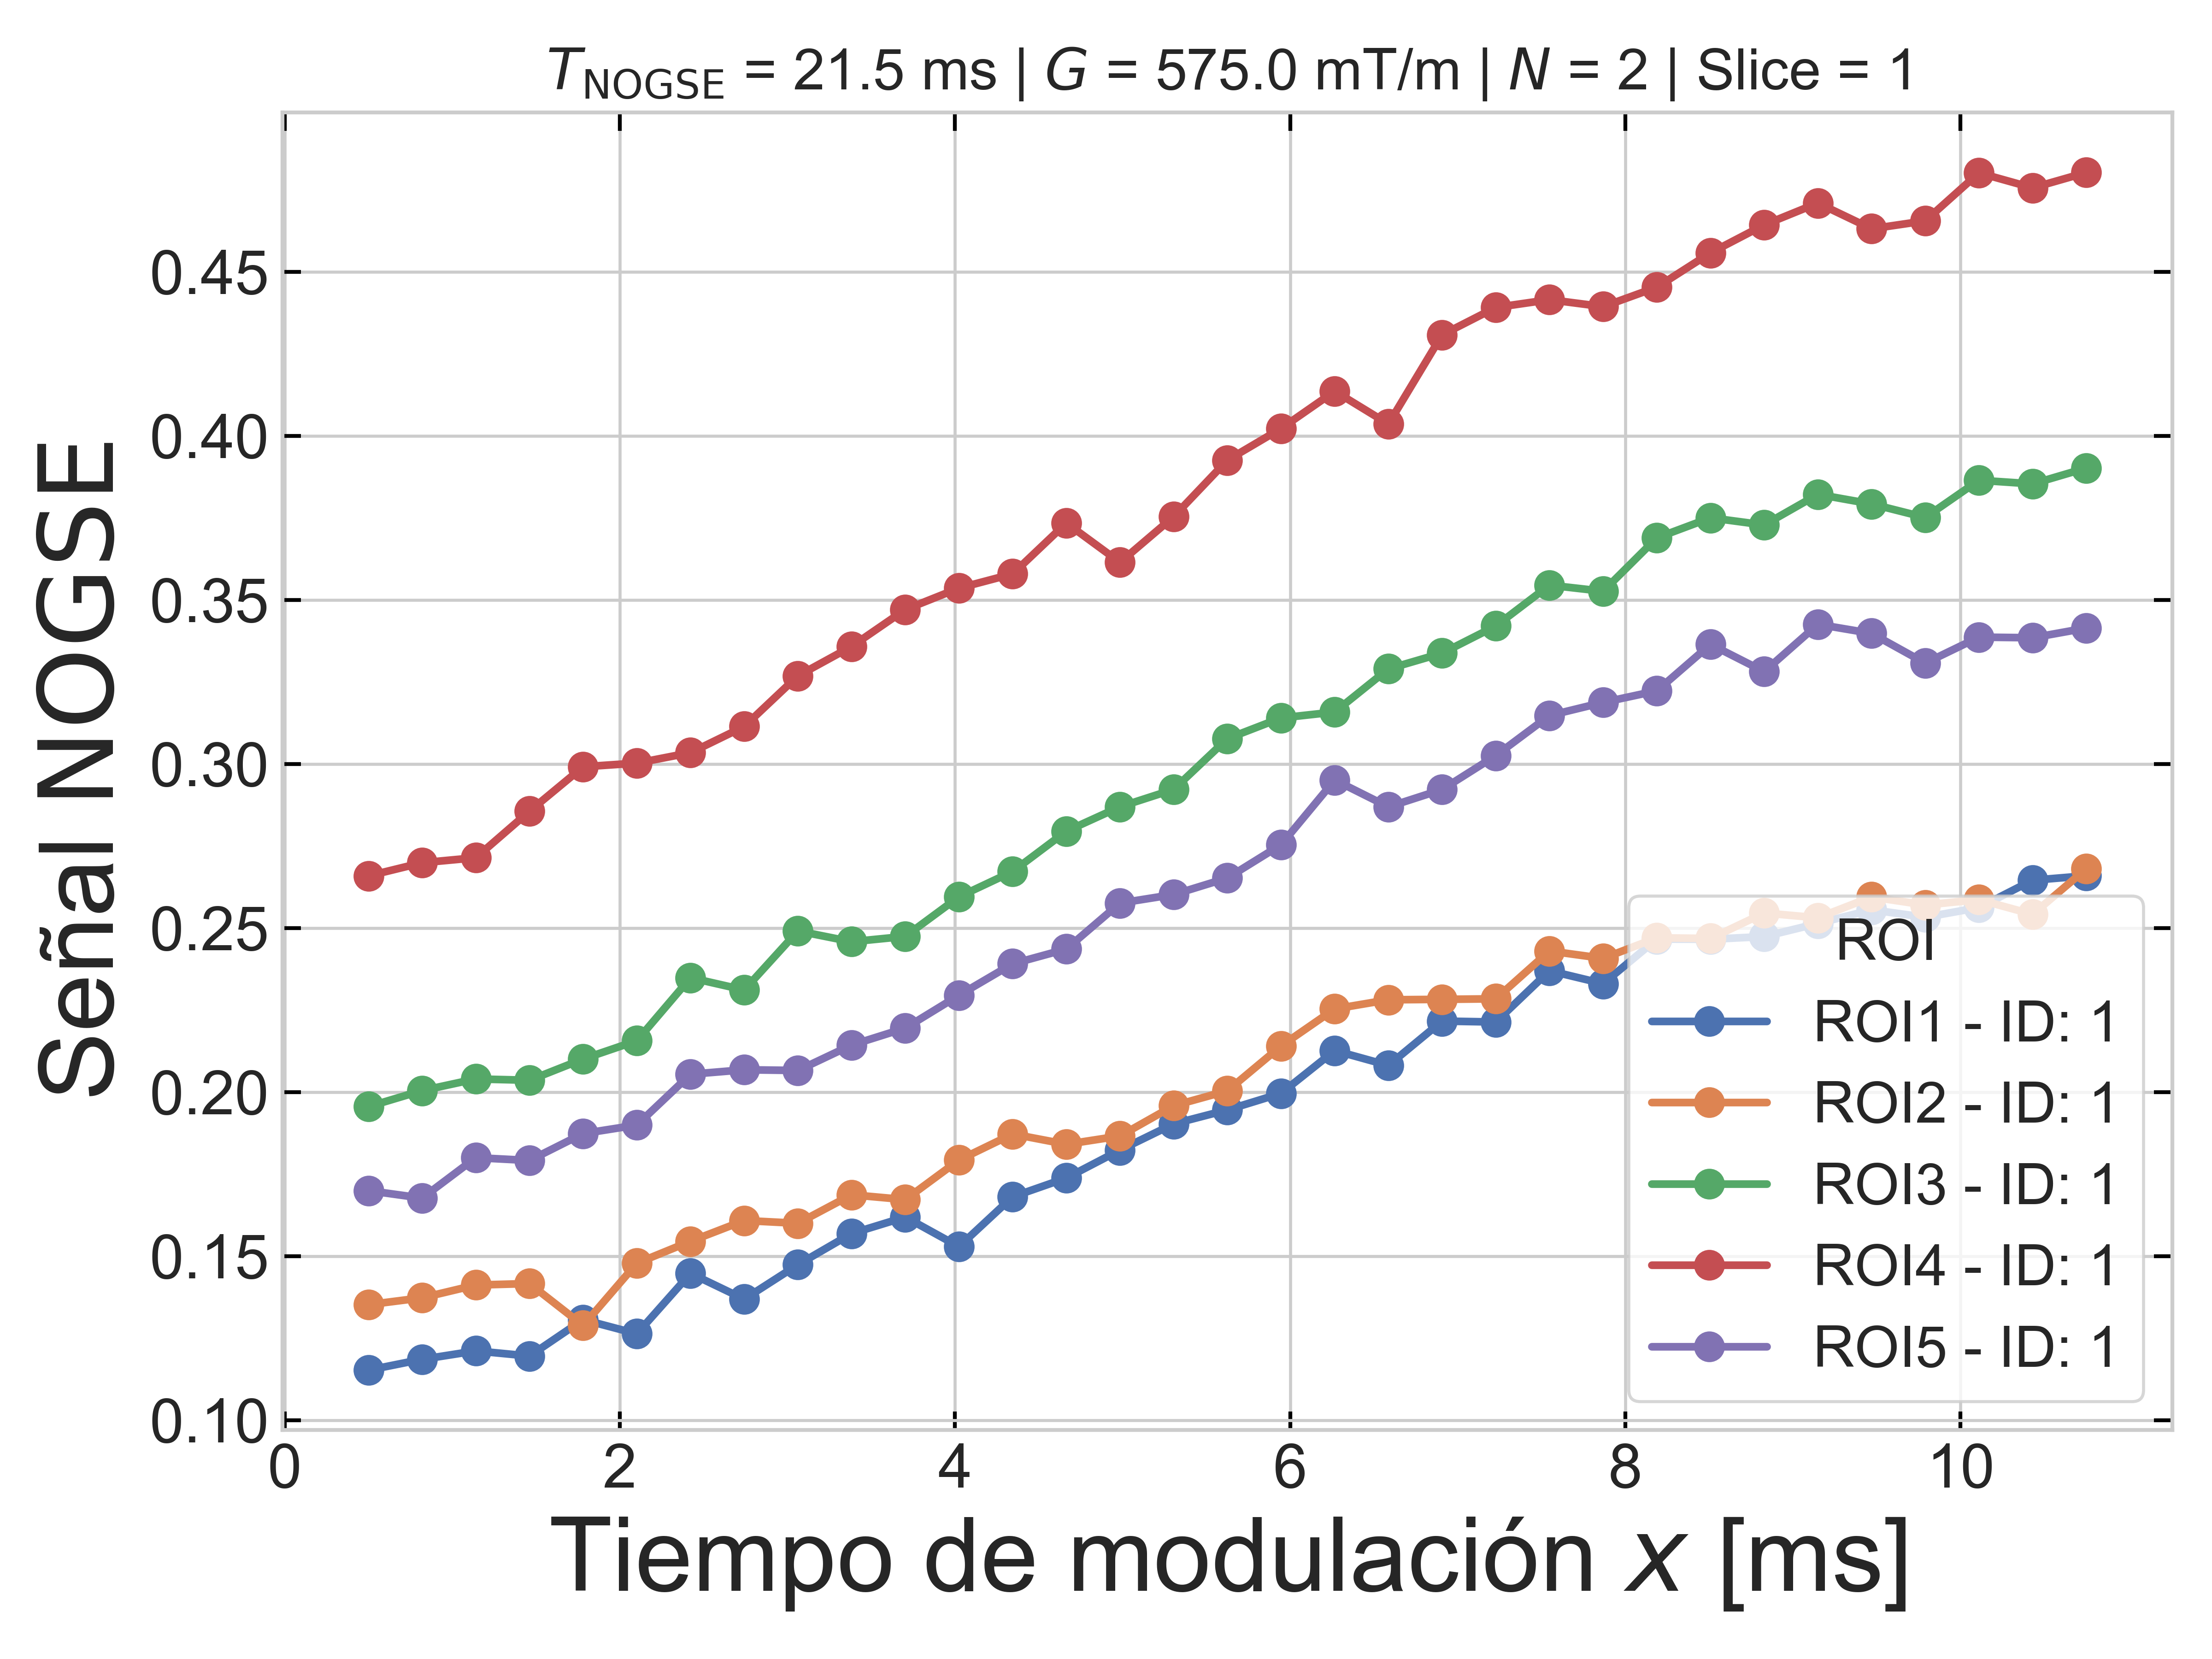 T_NOGSE = 21.5 ms | G = 575.0 mT/m | N = 2 | Slice = 1
Señal NOGSE
0.45
0.40
0.35
0.30
0.25
0.20
0.15
0.10
0 2 4 6 8 10
Tiempo de modulación x [ms]
ROI
ROI1 - ID: 1
ROI2 - ID: 1
ROI3 - ID: 1
ROI4 - ID: 1
ROI5 - ID: 1